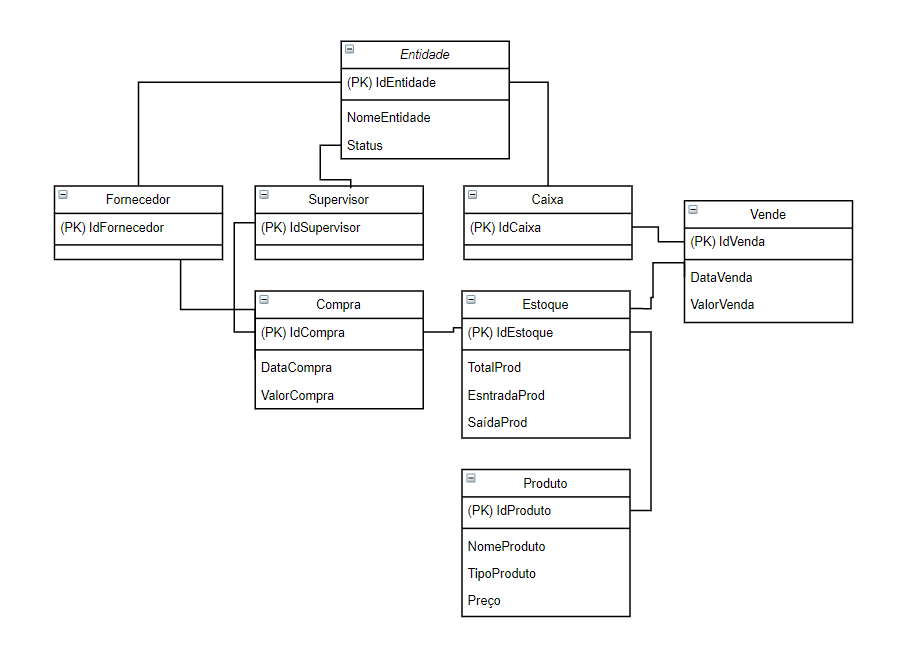 Entidade
(PK) IdEntidade
NomeEntidade
Status
Fornecedor
(PK) IdFornecedor
Supervisor
(PK) IdSupervisor
Caixa
(PK) IdCaixa
Vende
(PK) IdVenda
DataVenda
ValorVenda
Compra
(PK) IdCompra
DataCompra
ValorCompra
Estoque
(PK) IdEstoque
TotalProd
EsntradaProd
SaídaProd
Produto
(PK) IdProduto
NomeProduto
TipoProduto
Preço